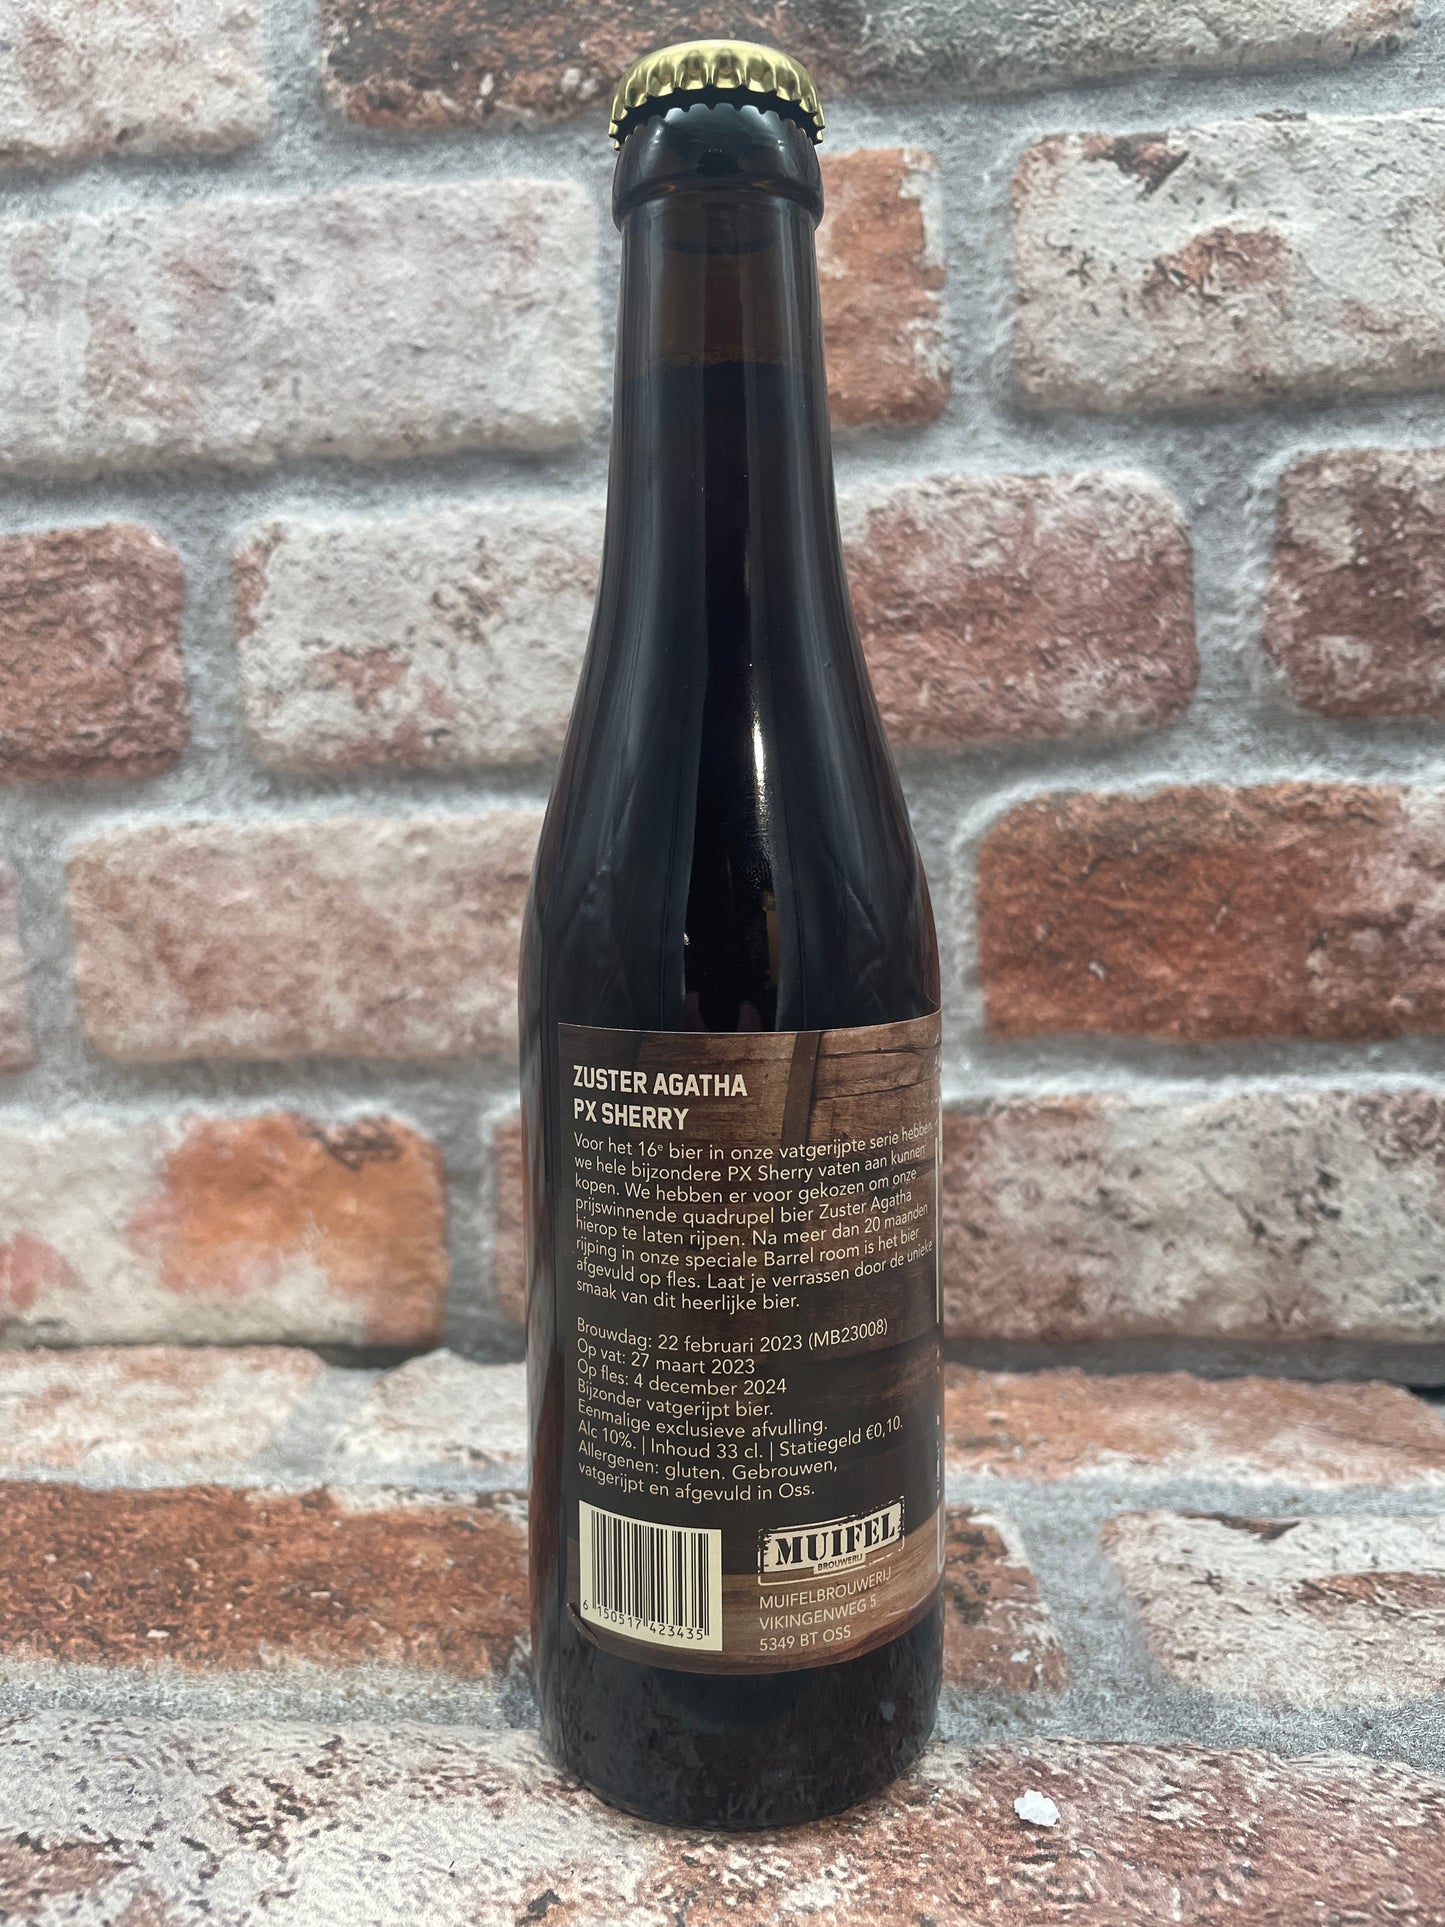 ZUSTER AGATHA
PX SHERRY
Voor het 16e bier in onze vatgerijpte serie hebben
we hele bijzondere PX Sherry vaten aan kunnen
kopen. We hebben er voor gekozen om onze
prijswinnende quadrupel bier Zuster Agatha
hierop te laten rijpen. Na meer dan 20 maanden
rijping in onze speciale Barrel room is het bier
afgevuld op fles. Laat je verrassen door de unieke
smaak van dit heerlijke bier.
Brouwdag: 22 februari 2023 (MB23008)
Op vat: 27 maart 2023
Op fles: 4 december 2024
Bijzonder vatgerijpt bier.
Eenmalige exclusieve afvulling.
Alc 10%. | Inhoud 33 cl. | Statiegeld €0,10.
Allergenen: gluten. Gebrouwen,
vatgerijpt en afgevuld in Oss.
6 150517 423435
MUIFEL
BROUWERIJ
MUIFELBROUWERIJ
VIKINGENWEG 5
5349 BT OSS